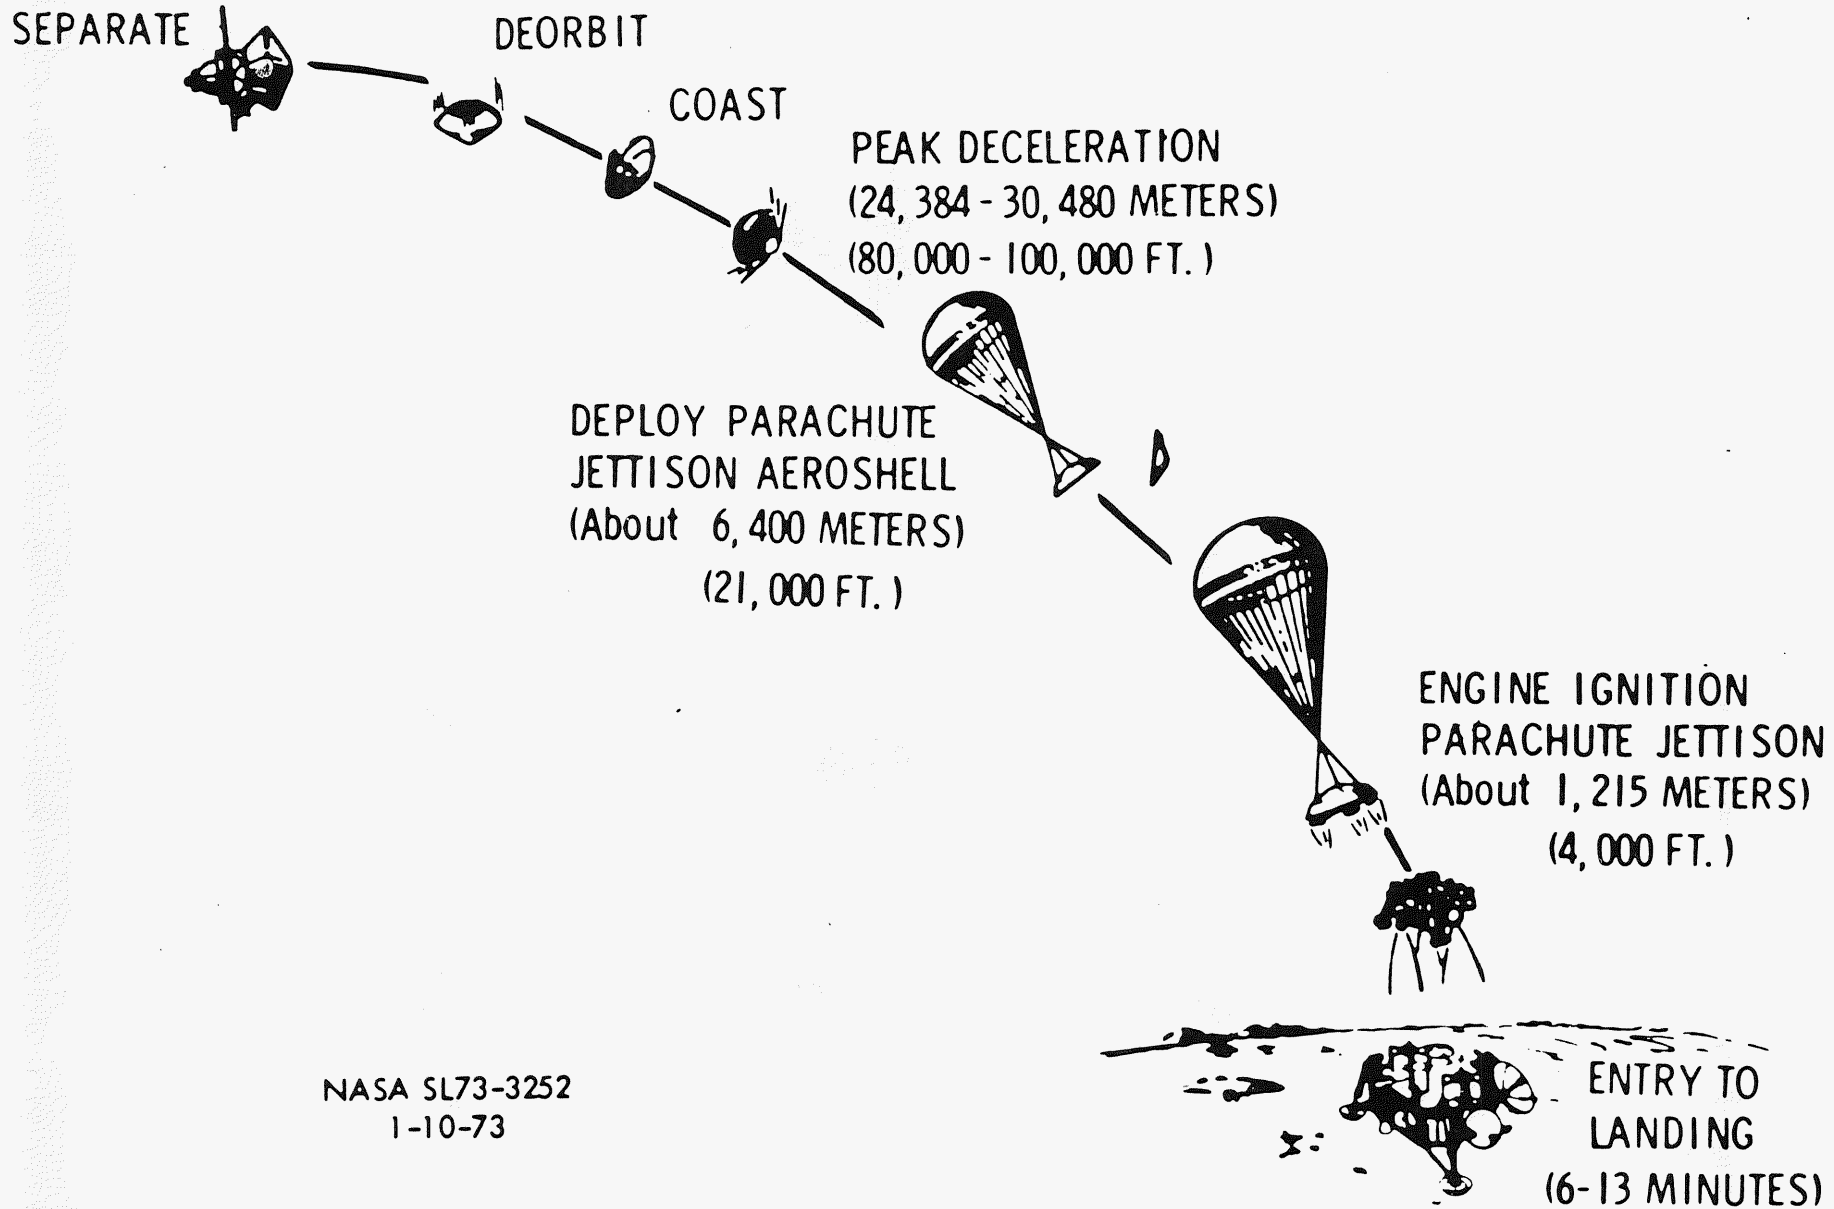 SEPARATE
DEORBIT
COAST
PEAK DECELERATION
(24, 384 - 30, 480 METERS)
(80, 000 - 100, 000 FT. )
DEPLOY PARACHUTE
JETTISON AEROSHELL
(About 6, 400 METERS)
(21, 000 FT. )
ENGINE IGNITION
PARACHUTE JETTISON
(About 1, 215 METERS)
(4, 000 FT. )
ENTRY TO
LANDING
(6-13 MINUTES)
NASA SL73-3252
1-10-73